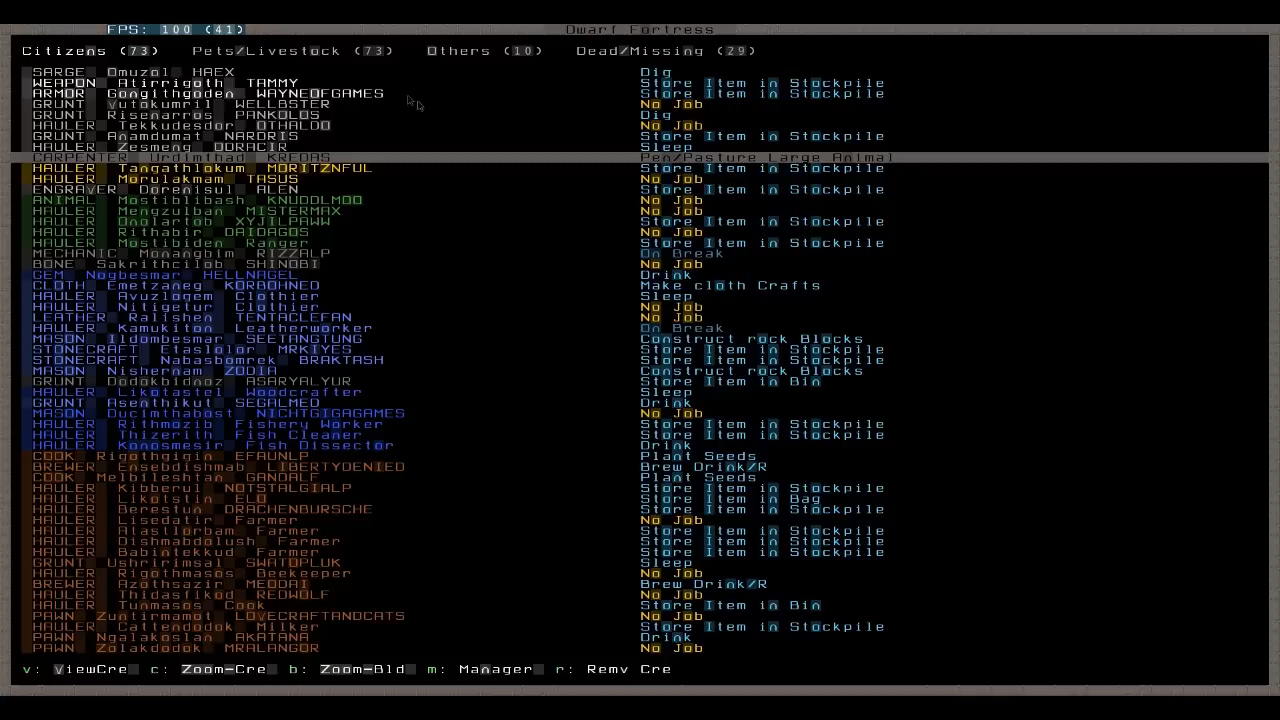 FPS: 100 (41) Dwarf Fortress
Citizens (73) Pets/Livestock (73) Others (10) Dead/Missing (29)
SARGE Omuzol HAEX Dig
WEAPON Atirrigoth TAMMY Store Item in Stockpile
ARMOR Gongithgoden WAYNEOFGAMES Store Item in Stockpile
GRUNT Vutokumril WELLBSTER No Job
GRUNT Risenarros PANKOLOS Dig
HAULER Tekkudesdor OTHALDO No Job
GRUNT Anamdumat NARDRIS Store Item in Stockpile
HAULER Zesmeng ODRACIR Sleep
CARPENTER Urdimthad KREDAS Pen/Pasture Large Animal
HAULER Tangathlokum MORITZNFUL Store Item in Stockpile
HAULER Morulakmam TASUS No Job
ENGRAVER Dorenisul ALEN Store Item in Stockpile
ANIMAL Mostiblibash KNUDDLMOO No Job
HAULER Mengzulban MISTERMAX No Job
HAULER Onolartob XYJILPAWW Store Item in Stockpile
HAULER Rithabir DAIDAGOS No Job
HAULER Mostibiden Ranger Store Item in Stockpile
MECHANIC Monangbim RIZZALP On Break
BONE Sakrithcilob SHINOBI No Job
GEM Nogbesmar HELLNAGEL Drink
CLOTH Emetzaneg KORBOHNED Make cloth Crafts
HAULER Avuzlogem Clothier Sleep
HAULER Nitigetur Clothier No Job
LEATHER Ralishen TENTACLEFAN No Job
HAULER Kamukiton Leatherworker On Break
MASON Ildombesmar SEETANGTUNG Construct rock Blocks
STONECRAFT Etaslolor MRKIYES Store Item in Stockpile
STONECRAFT Nabasbomrek BRAKTASH Store Item in Stockpile
MASON Nishernam ZODIA Construct rock Blocks
GRUNT Dodokbidnoz ASARYALYUR Store Item in Bin
HAULER Likotastel Woodcrafter Sleep
GRUNT Asenthikut SEGALMED Drink
MASON Ducimthabost NICHTGIGAGAMES No Job
HAULER Rithmozib Fishery Worker Store Item in Stockpile
HAULER Thizerith Fish Cleaner Store Item in Stockpile
HAULER Konosmesir Fish Dissector Drink
COOK Rigothgigin EFAUNLP Plant Seeds
BREWER Ensebdishmab LIBERTYDENIED Brew Drink/R
COOK Melbileshtan GANDALF Plant Seeds
HAULER Kibberul NOTSTALGIALP Store Item in Stockpile
HAULER Likotstin ELO Store Item in Bag
HAULER Berestun DRACHENBURSCHE Store Item in Stockpile
HAULER Lisedatir Farmer No Job
HAULER Atastlorbam Farmer Store Item in Stockpile
HAULER Dishmabdolush Farmer Store Item in Stockpile
HAULER Babintekkud Farmer Store Item in Stockpile
GRUNT Ushririmsal SWATOPLUK Sleep
HAULER Rigothmosos Beekeeper No Job
BREWER Azothsazir MEDDAI Brew Drink/R
HAULER Thidasfikod REDWOLF No Job
HAULER Tunmasos Cook Store Item in Bin
PAWN Zuntirmamot LOVECRAFTANDCATS No Job
HAULER Cattendodok Milker Store Item in Stockpile
PAWN Ngalakoslan AKATANA Drink
PAWN Zolakdodok MRALANGOR No Job
v: ViewCre c: Zoom-Cre b: Zoom-Bld m: Manager r: Remv Cre